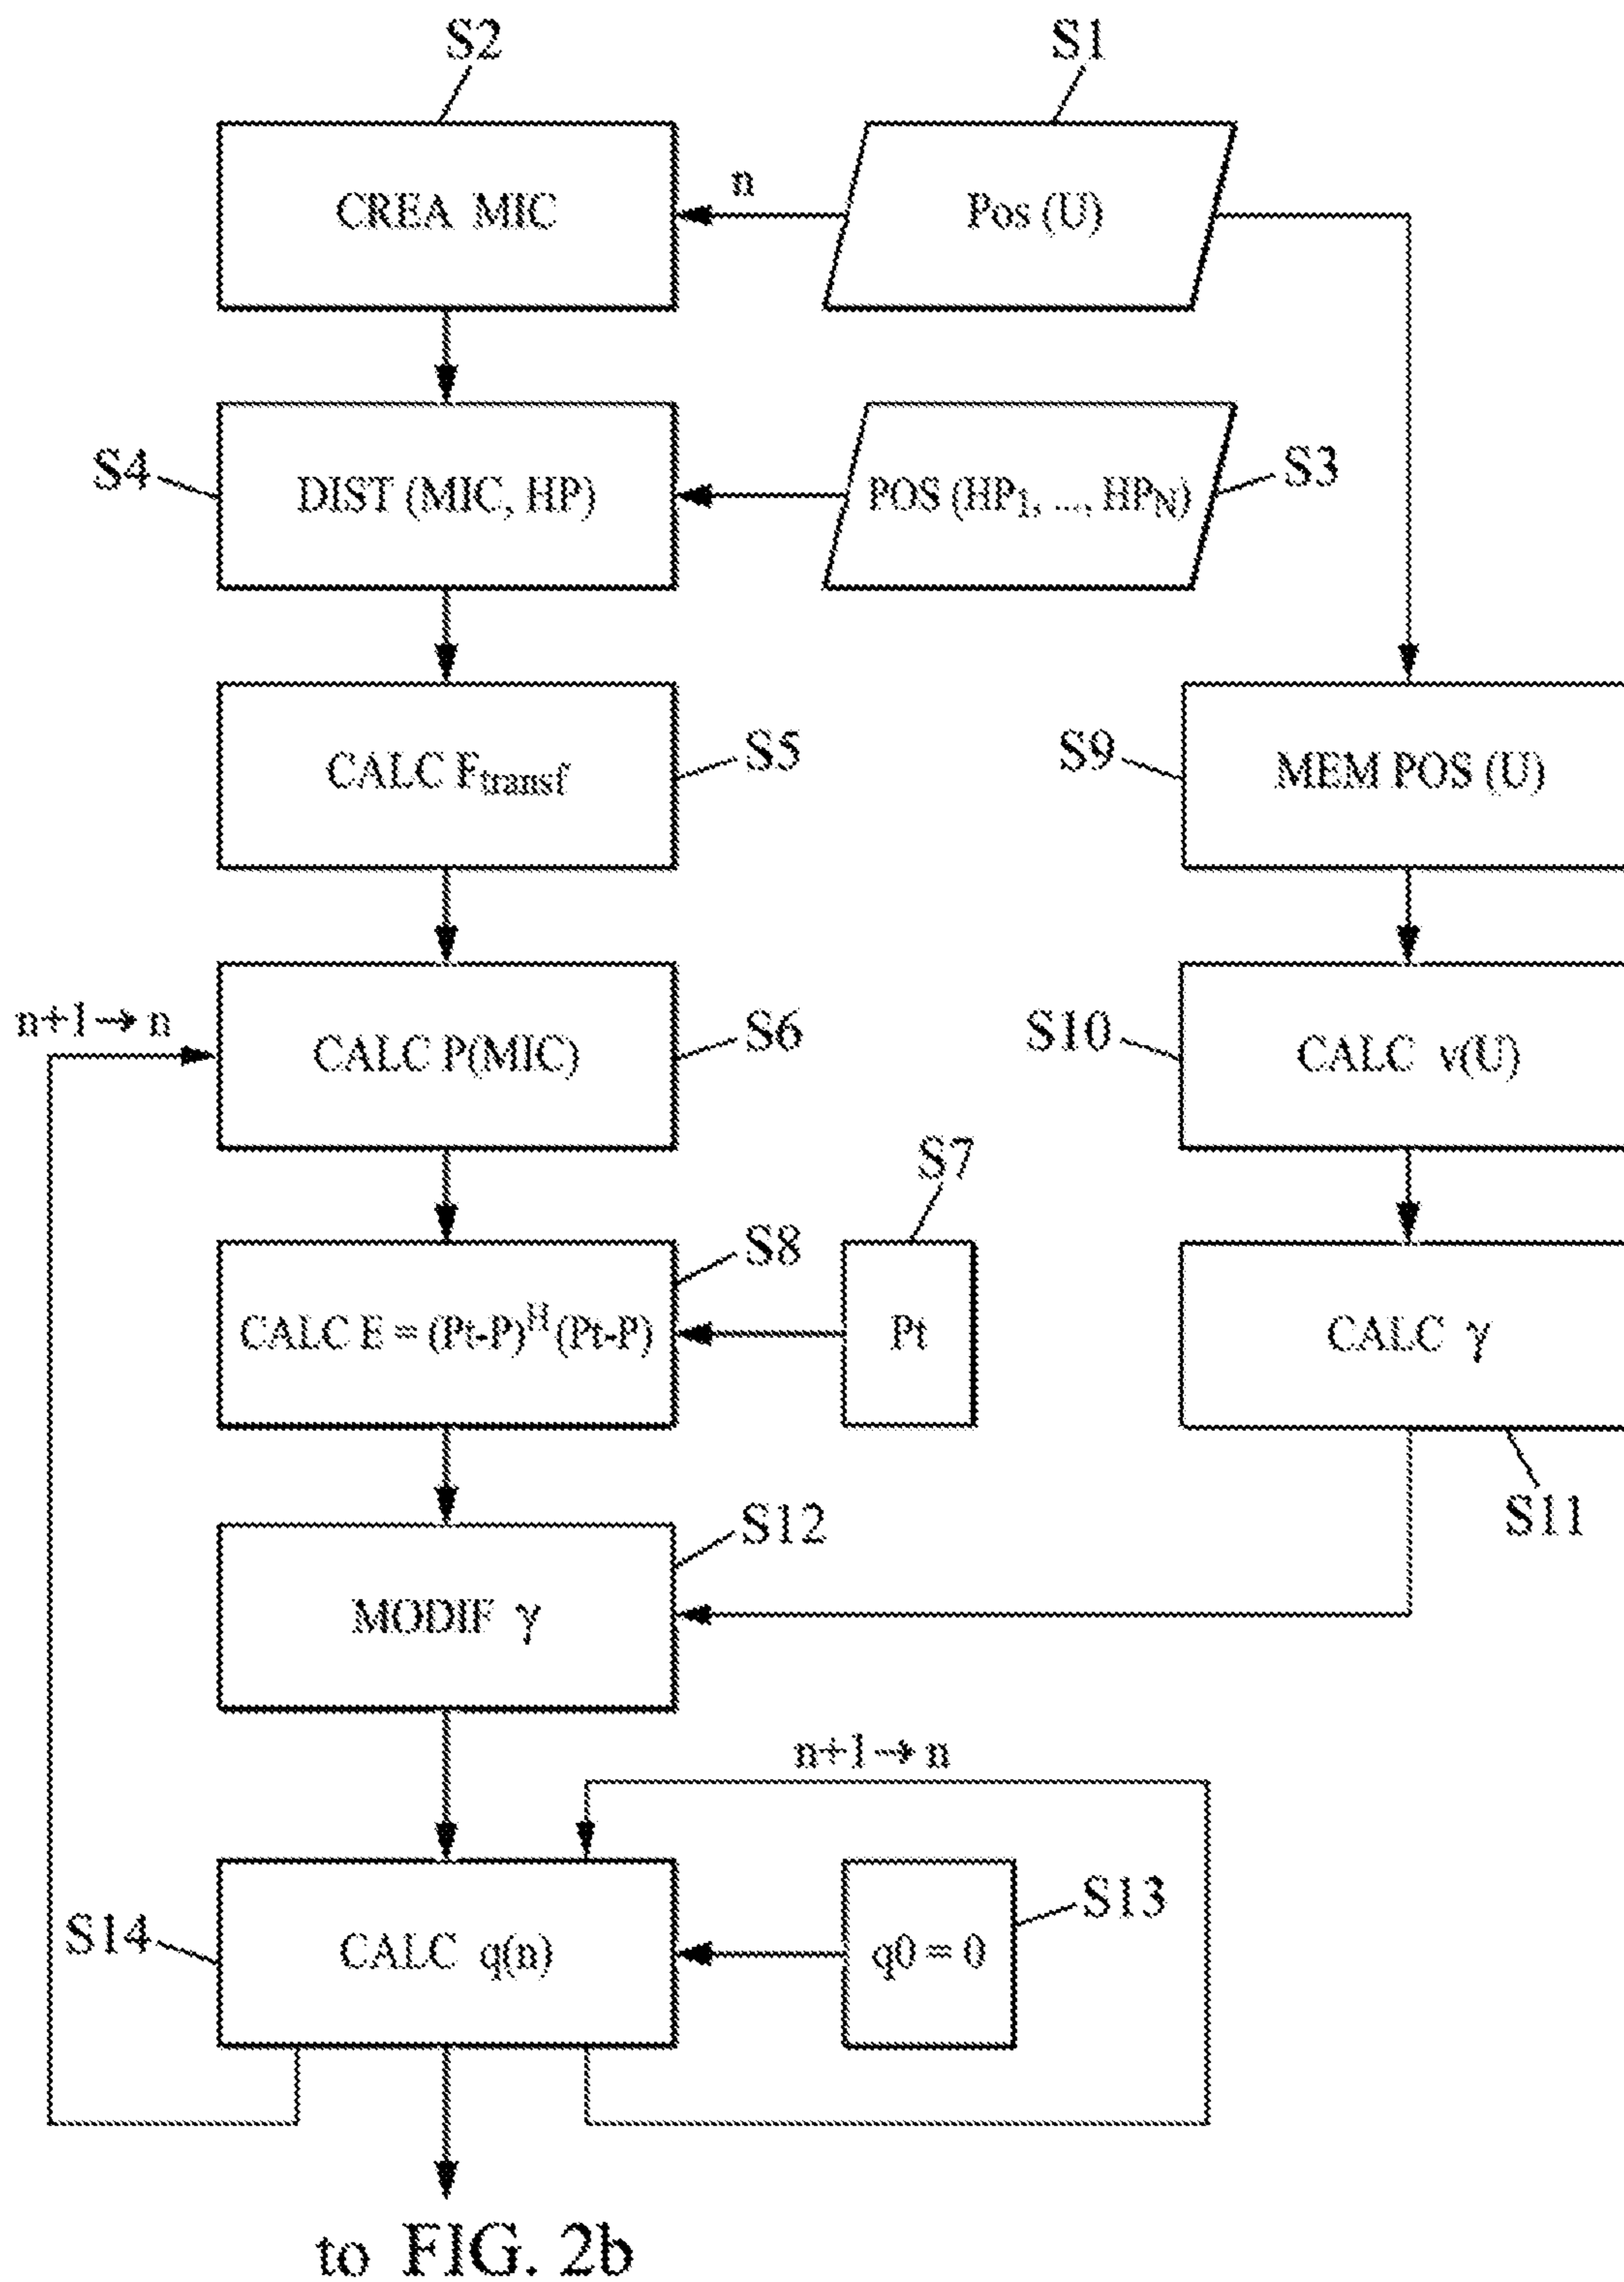 S2
S1
CREA MIC
n
Pos (U)
S4
DIST (MIC, HP)
POS (HP₁, ..., HP_N)
S3
CALC F_transf
S5
S9
MEM POS (U)
n+1→n
CALC P(MIC)
S6
S10
CALC v(U)
S7
S8
CALC E = (Pt-P)^H (Pt-P)
Pt
CALC γ
S11
S12
MODIF γ
n+1→n
S14
CALC q(n)
q0 = 0
S13
to FIG. 2b